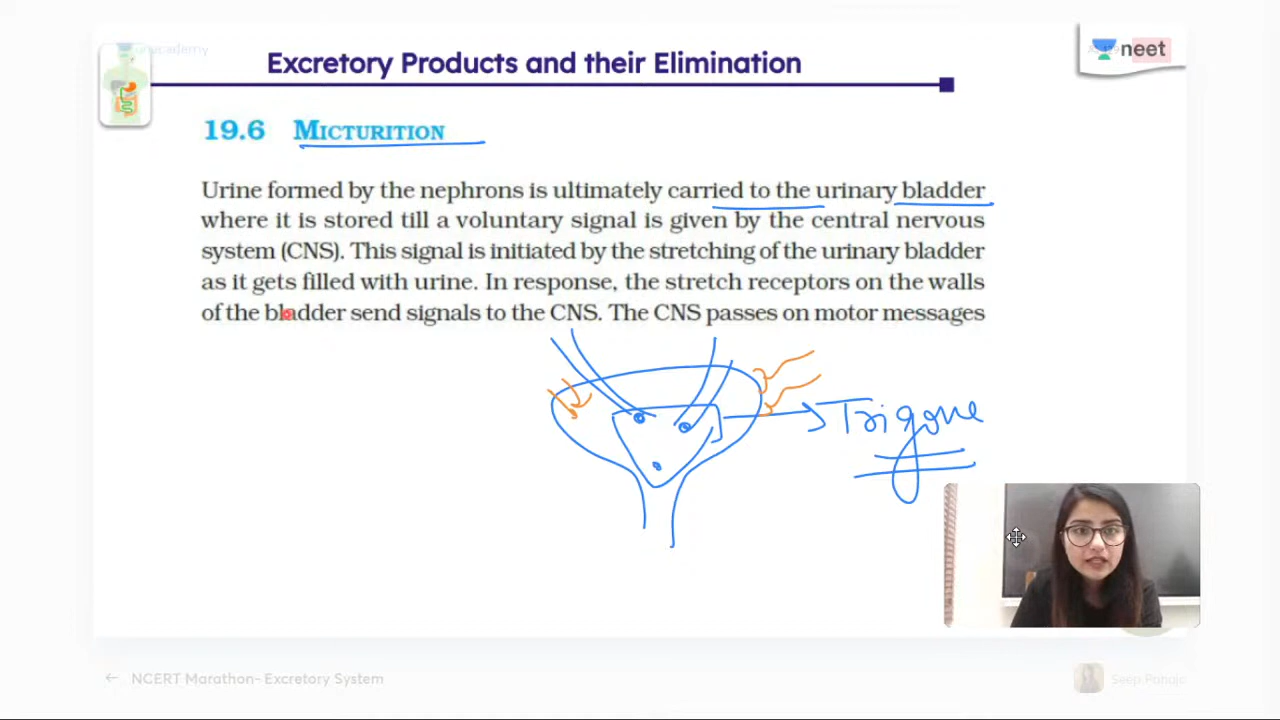 unacademy
Excretory Products and their Elimination
neet
19.6 MICTURITION
Urine formed by the nephrons is ultimately carried to the urinary bladder
where it is stored till a voluntary signal is given by the central nervous
system (CNS). This signal is initiated by the stretching of the urinary bladder
as it gets filled with urine. In response, the stretch receptors on the walls
of the bladder send signals to the CNS. The CNS passes on motor messages
Trigone
← NCERT Marathon- Excretory System
Seep Pahuja